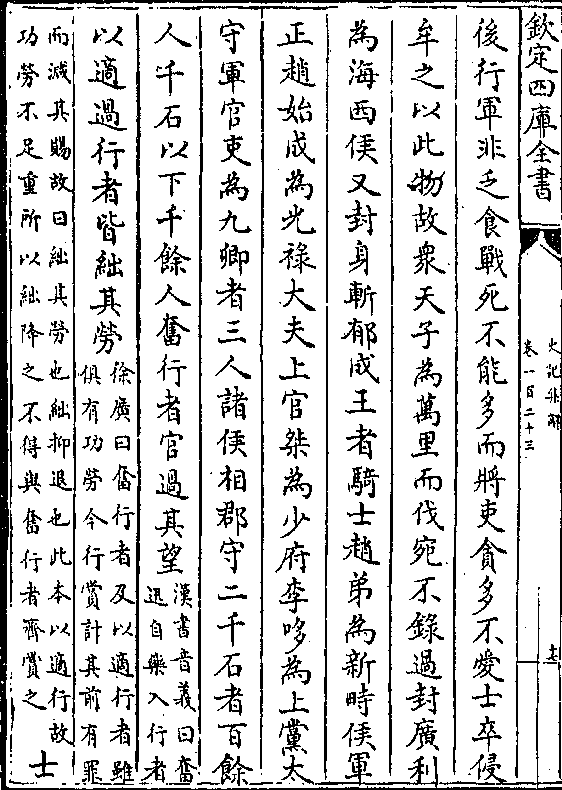 欽定四庫全書
史記集解
卷一百二十三
後行軍非乏食戰死不能多而將吏貪多不愛士卒侵
牟之以此物故衆天子為萬里而伐宛不錄過封廣利
為海西侯又封身斬郁成王者騎士趙弟為新時侯軍
正趙始成為光祿大夫上官桀為少府李哆為上黨太
守軍官吏為九卿者三人諸侯相郡守二千石者百餘
人千石以下千餘人奮行者官過其望
漢書音義曰奮
迅自樂入行者
以適過行者皆絀其勞
徐廣曰奮行者及以適行者雖
俱有功勞今行賞計其前有罪
而減其賜故曰絀其勞也絀抑退也此本以適行故
功勞不足重所以絀降之不得與奮行者齊賞之
士